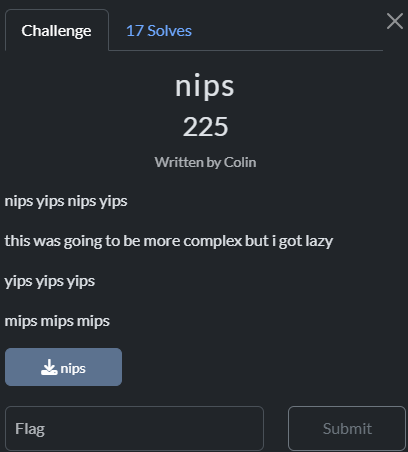 Challenge 17 Solves
nips
225
Written by Colin
nips yips nips yips
this was going to be more complex but i got lazy
yips yips yips
mips mips mips
nips
Flag Submit